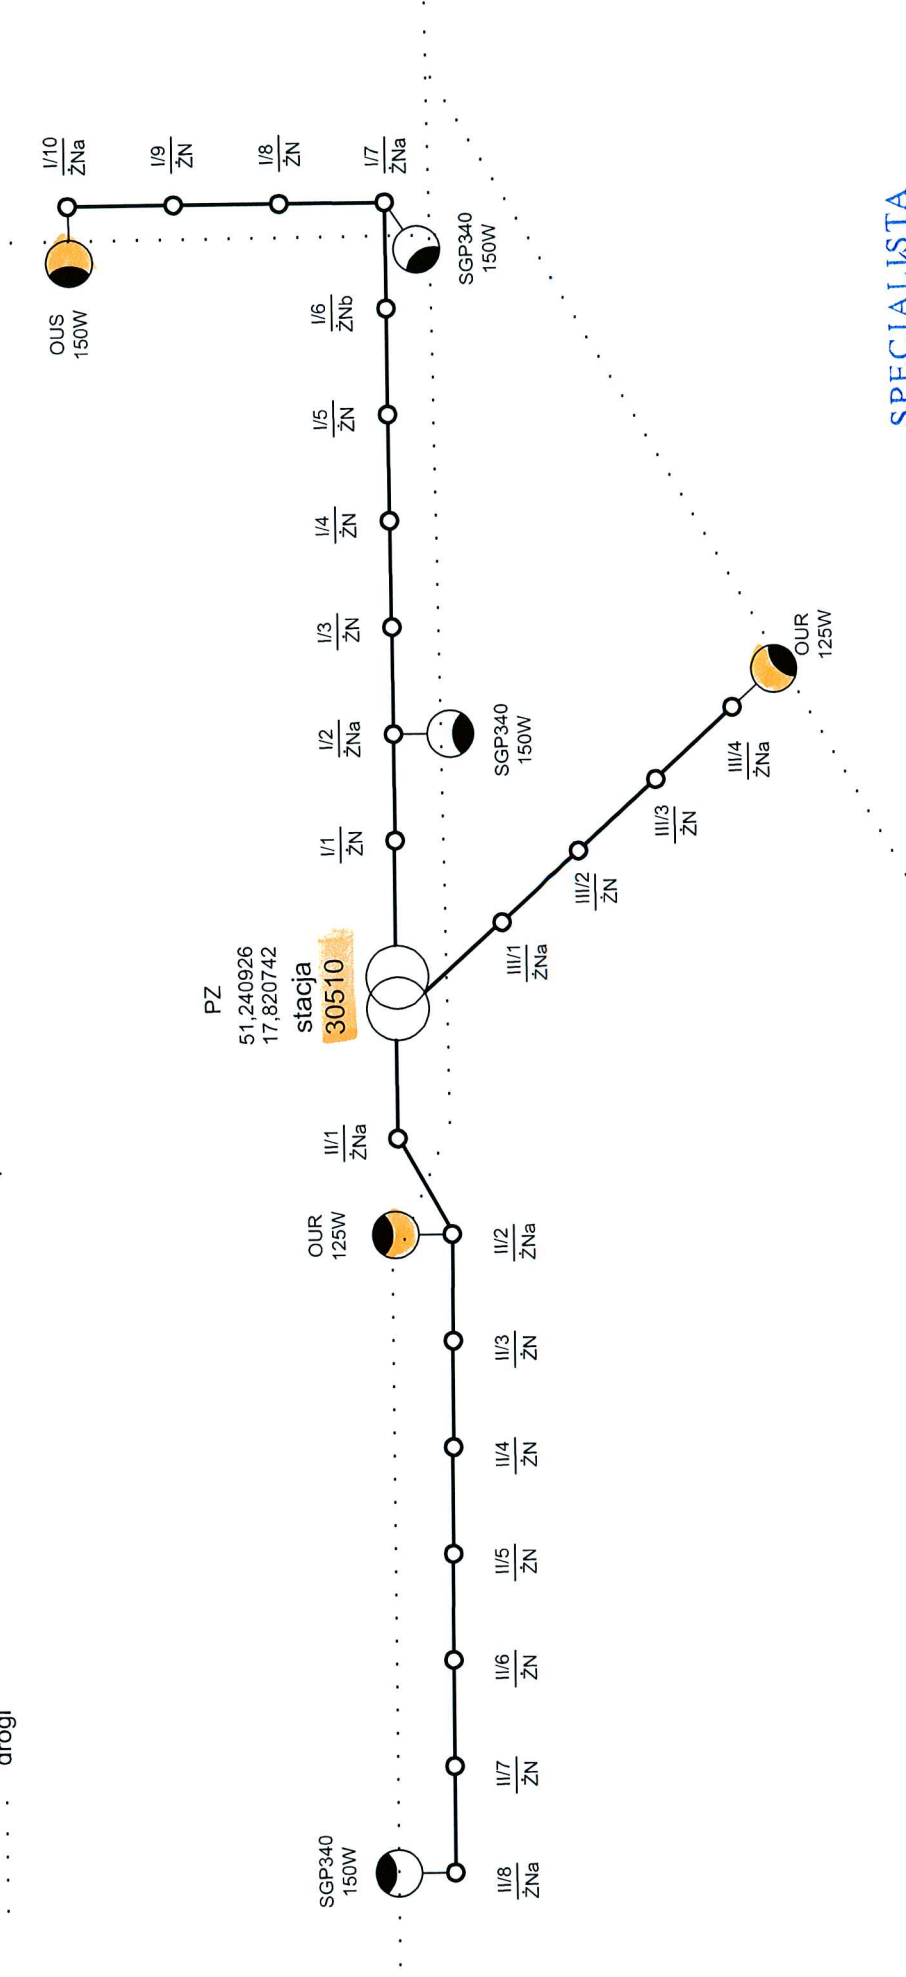 I/10
ŻNa
I/9
ŻN
I/8
ŻN
I/7
ŻNa
OUS
150W
SGP340
150W
I/6
ŻNb
I/5
ŻN
I/4
ŻN
I/3
ŻN
I/2
ŻNa
SGP340
150W
I/1
ŻN
PZ
51,240926
17,820742
stacja
30510
III/1
ŻNa
III/2
ŻN
III/3
ŻN
III/4
ŻNa
OUR
125W
II/1
ŻNa
OUR
125W
II/2
ŻNa
II/3
ŻN
II/4
ŻN
II/5
ŻN
II/6
ŻN
II/7
ŻN
SGP340
150W
II/8
ŻNa
drogi
SPECJALISTA